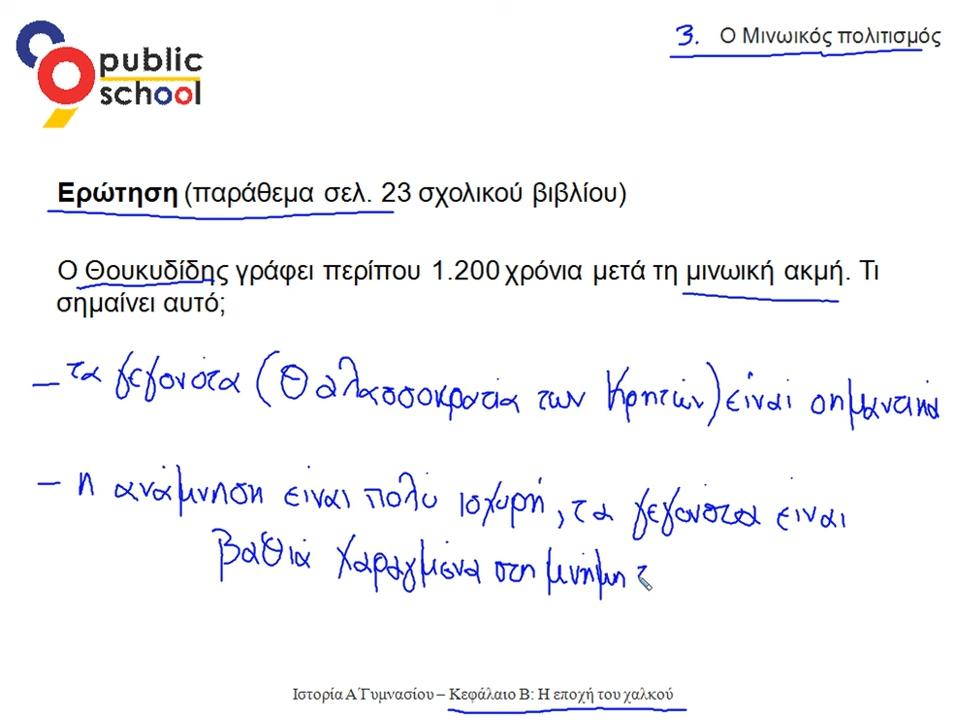 public
school
3. Ο Μινωικός πολιτισμός
Ερώτηση (παράθεμα σελ. 23 σχολικού βιβλίου)
Ο Θουκυδίδης γράφει περίπου 1.200 χρόνια μετά τη μινωική ακμή. Τι
σημαίνει αυτό;
- τα γεγονότα (Θαλασσοκρατία των Κρητών) είναι σημαντικά
- η ανάμνηση είναι πολύ ισχυρή, τα γεγονότα είναι
βαθιά χαραγμένα στη μνήμη τ
Ιστορία Α΄Γυμνασίου – Κεφάλαιο Β: Η εποχή του χαλκού